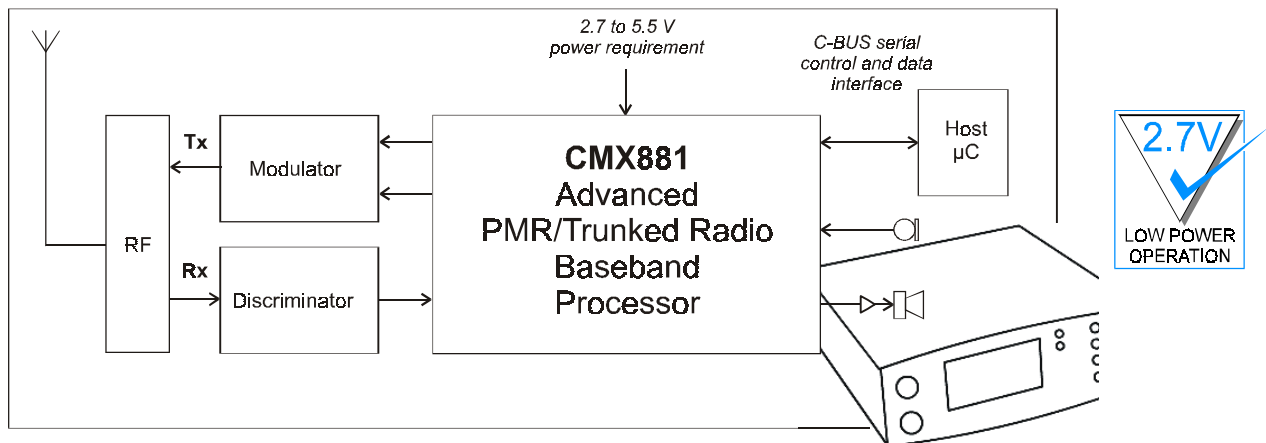 2.7 to 5.5 V
power requirement
C-BUS serial
control and data
interface
Tx
Modulator
CMX881
Advanced
PMR/Trunked Radio
Baseband
Processor
Host
µC
RF
Rx
Discriminator
2.7V
LOW POWER
OPERATION